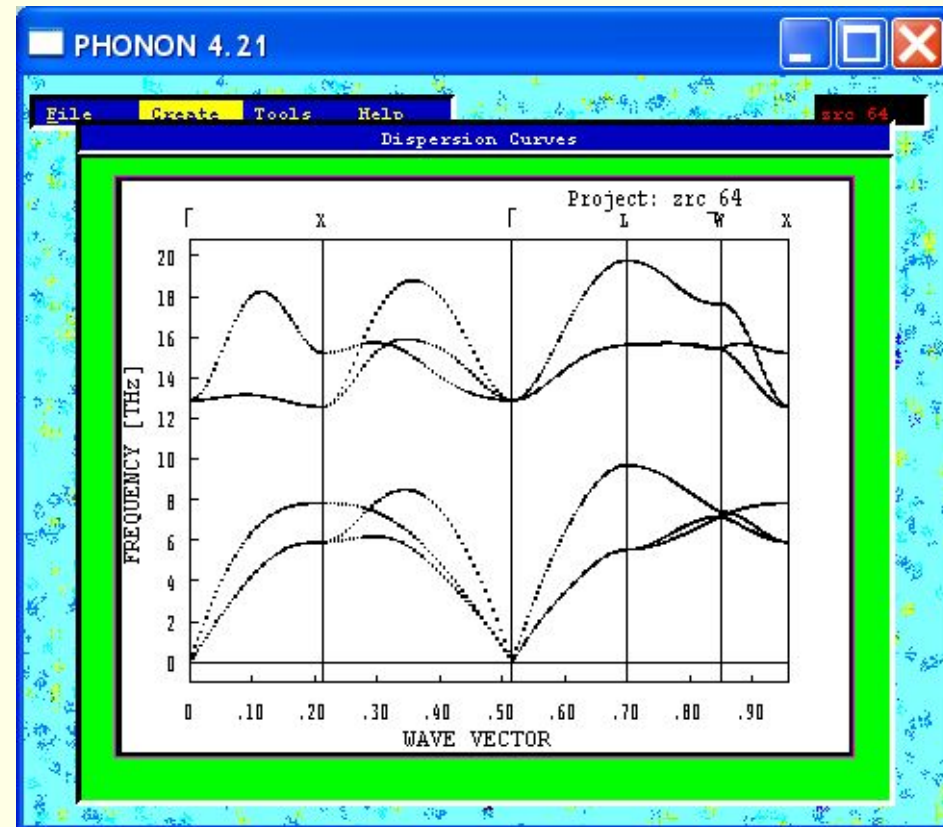 PHONON 4.21
File Create Tools Help zrc 64
Dispersion Curves
Project: zrc 64
Γ X Γ L W X
20
18
16
14
12
10
8
6
4
2
0
FREQUENCY [THz]
0 .10 .20 .30 .40 .50 .60 .70 .80 .90
WAVE VECTOR